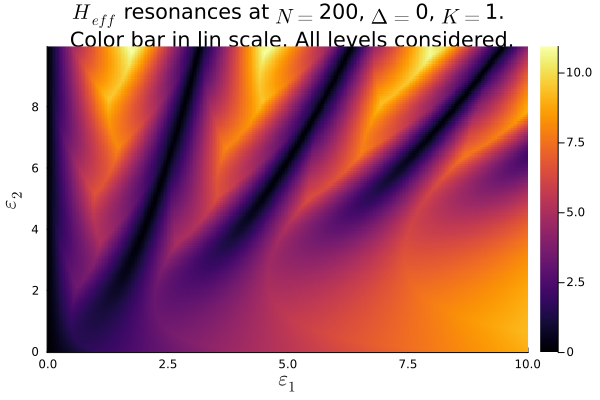 H_eff resonances at N = 200, Δ = 0, K = 1.
Color bar in lin scale. All levels considered.
ε₂
8
6
4
2
0
0.0 2.5 5.0 7.5 10.0
ε₁
10.0
7.5
5.0
2.5
0